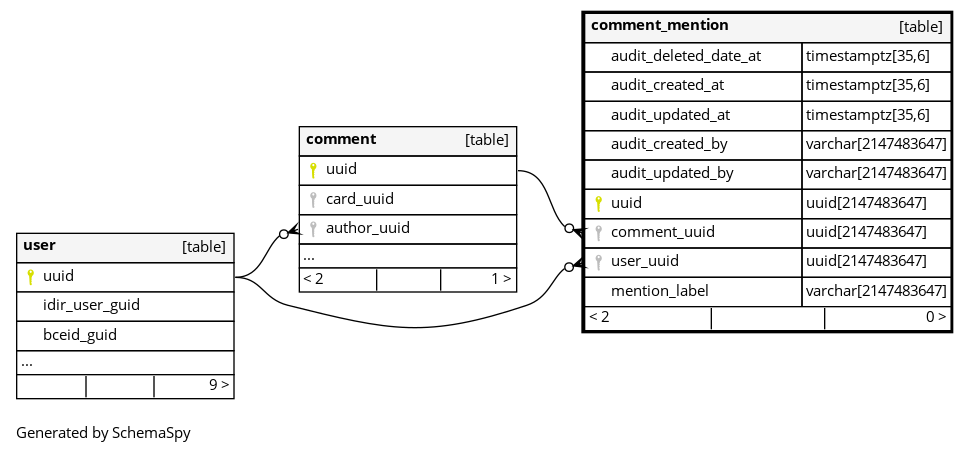 comment_mention [table]
audit_deleted_date_at timestamptz[35,6]
audit_created_at timestamptz[35,6]
audit_updated_at timestamptz[35,6]
audit_created_by varchar[2147483647]
audit_updated_by varchar[2147483647]
uuid uuid[2147483647]
comment_uuid uuid[2147483647]
user_uuid uuid[2147483647]
mention_label varchar[2147483647]
< 2 0 >
comment [table]
uuid
card_uuid
author_uuid
...
< 2 1 >
user [table]
uuid
idir_user_guid
bceid_guid
...
9 >
Generated by SchemaSpy